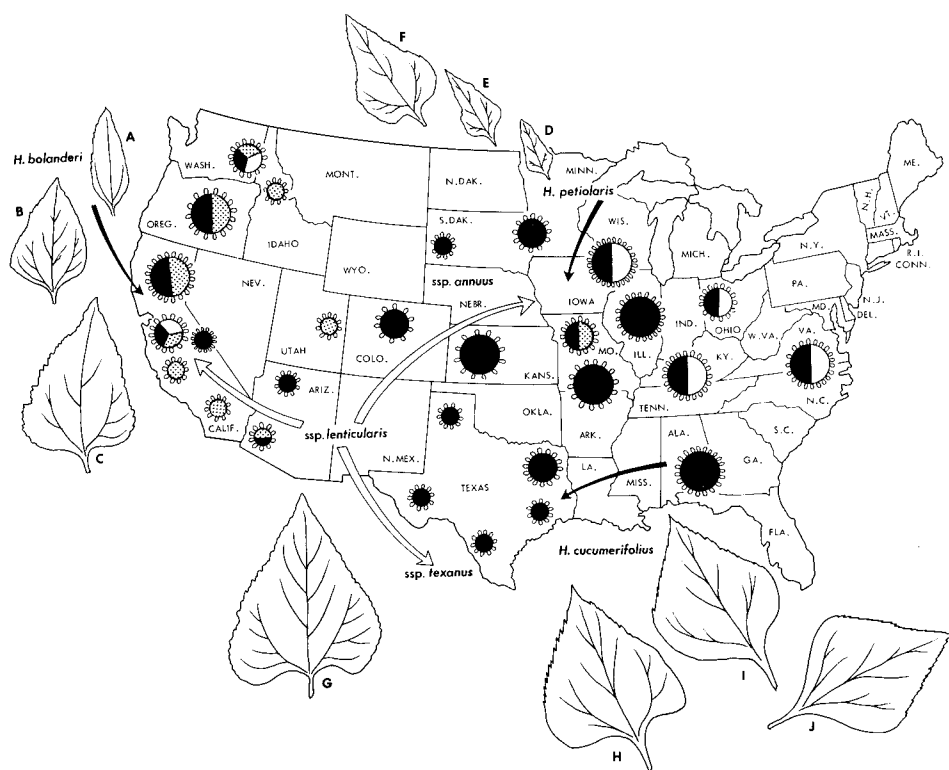 F
E
A
D
H. bolanderi
WASH.
MONT.
N.DAK.
MINN.
ME.
H. petiolaris
B
OREG.
IDAHO
S.DAK.
WIS.
MICH.
N.H.
VT.
MASS.
N.Y.
R.I.
CONN.
WYO.
ssp. annuus
NEV.
NEBR.
IOWA
PA.
N.J.
MD.
DEL.
OHIO
IND.
UTAH
COLO.
MO.
ILL.
W.VA.
VA.
KY.
KANS.
CALIF.
ARIZ.
N.C.
TENN.
OKLA.
C
ssp. lenticularis
ARK.
S.C.
ALA.
N.MEX.
GA.
LA.
MISS.
TEXAS
FLA.
H. cucumerifolius
ssp. texanus
G
I
J
H